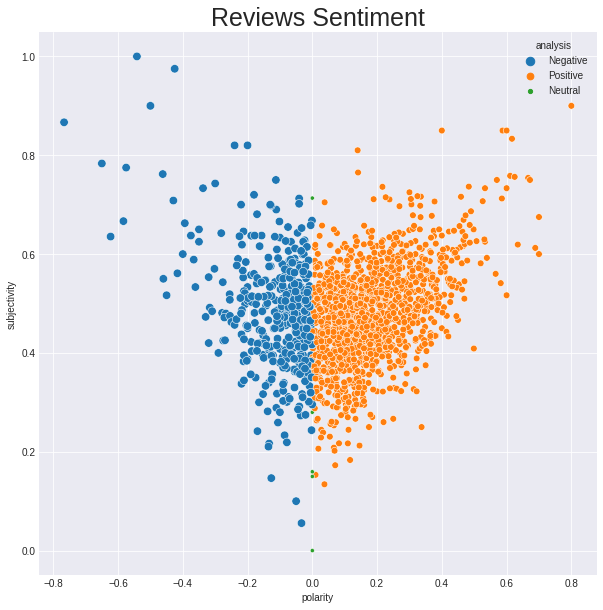 Reviews Sentiment
analysis
Negative
Positive
Neutral
1.0
0.8
0.6
0.4
0.2
0.0
subjectivity
−0.8 −0.6 −0.4 −0.2 0.0 0.2 0.4 0.6 0.8
polarity